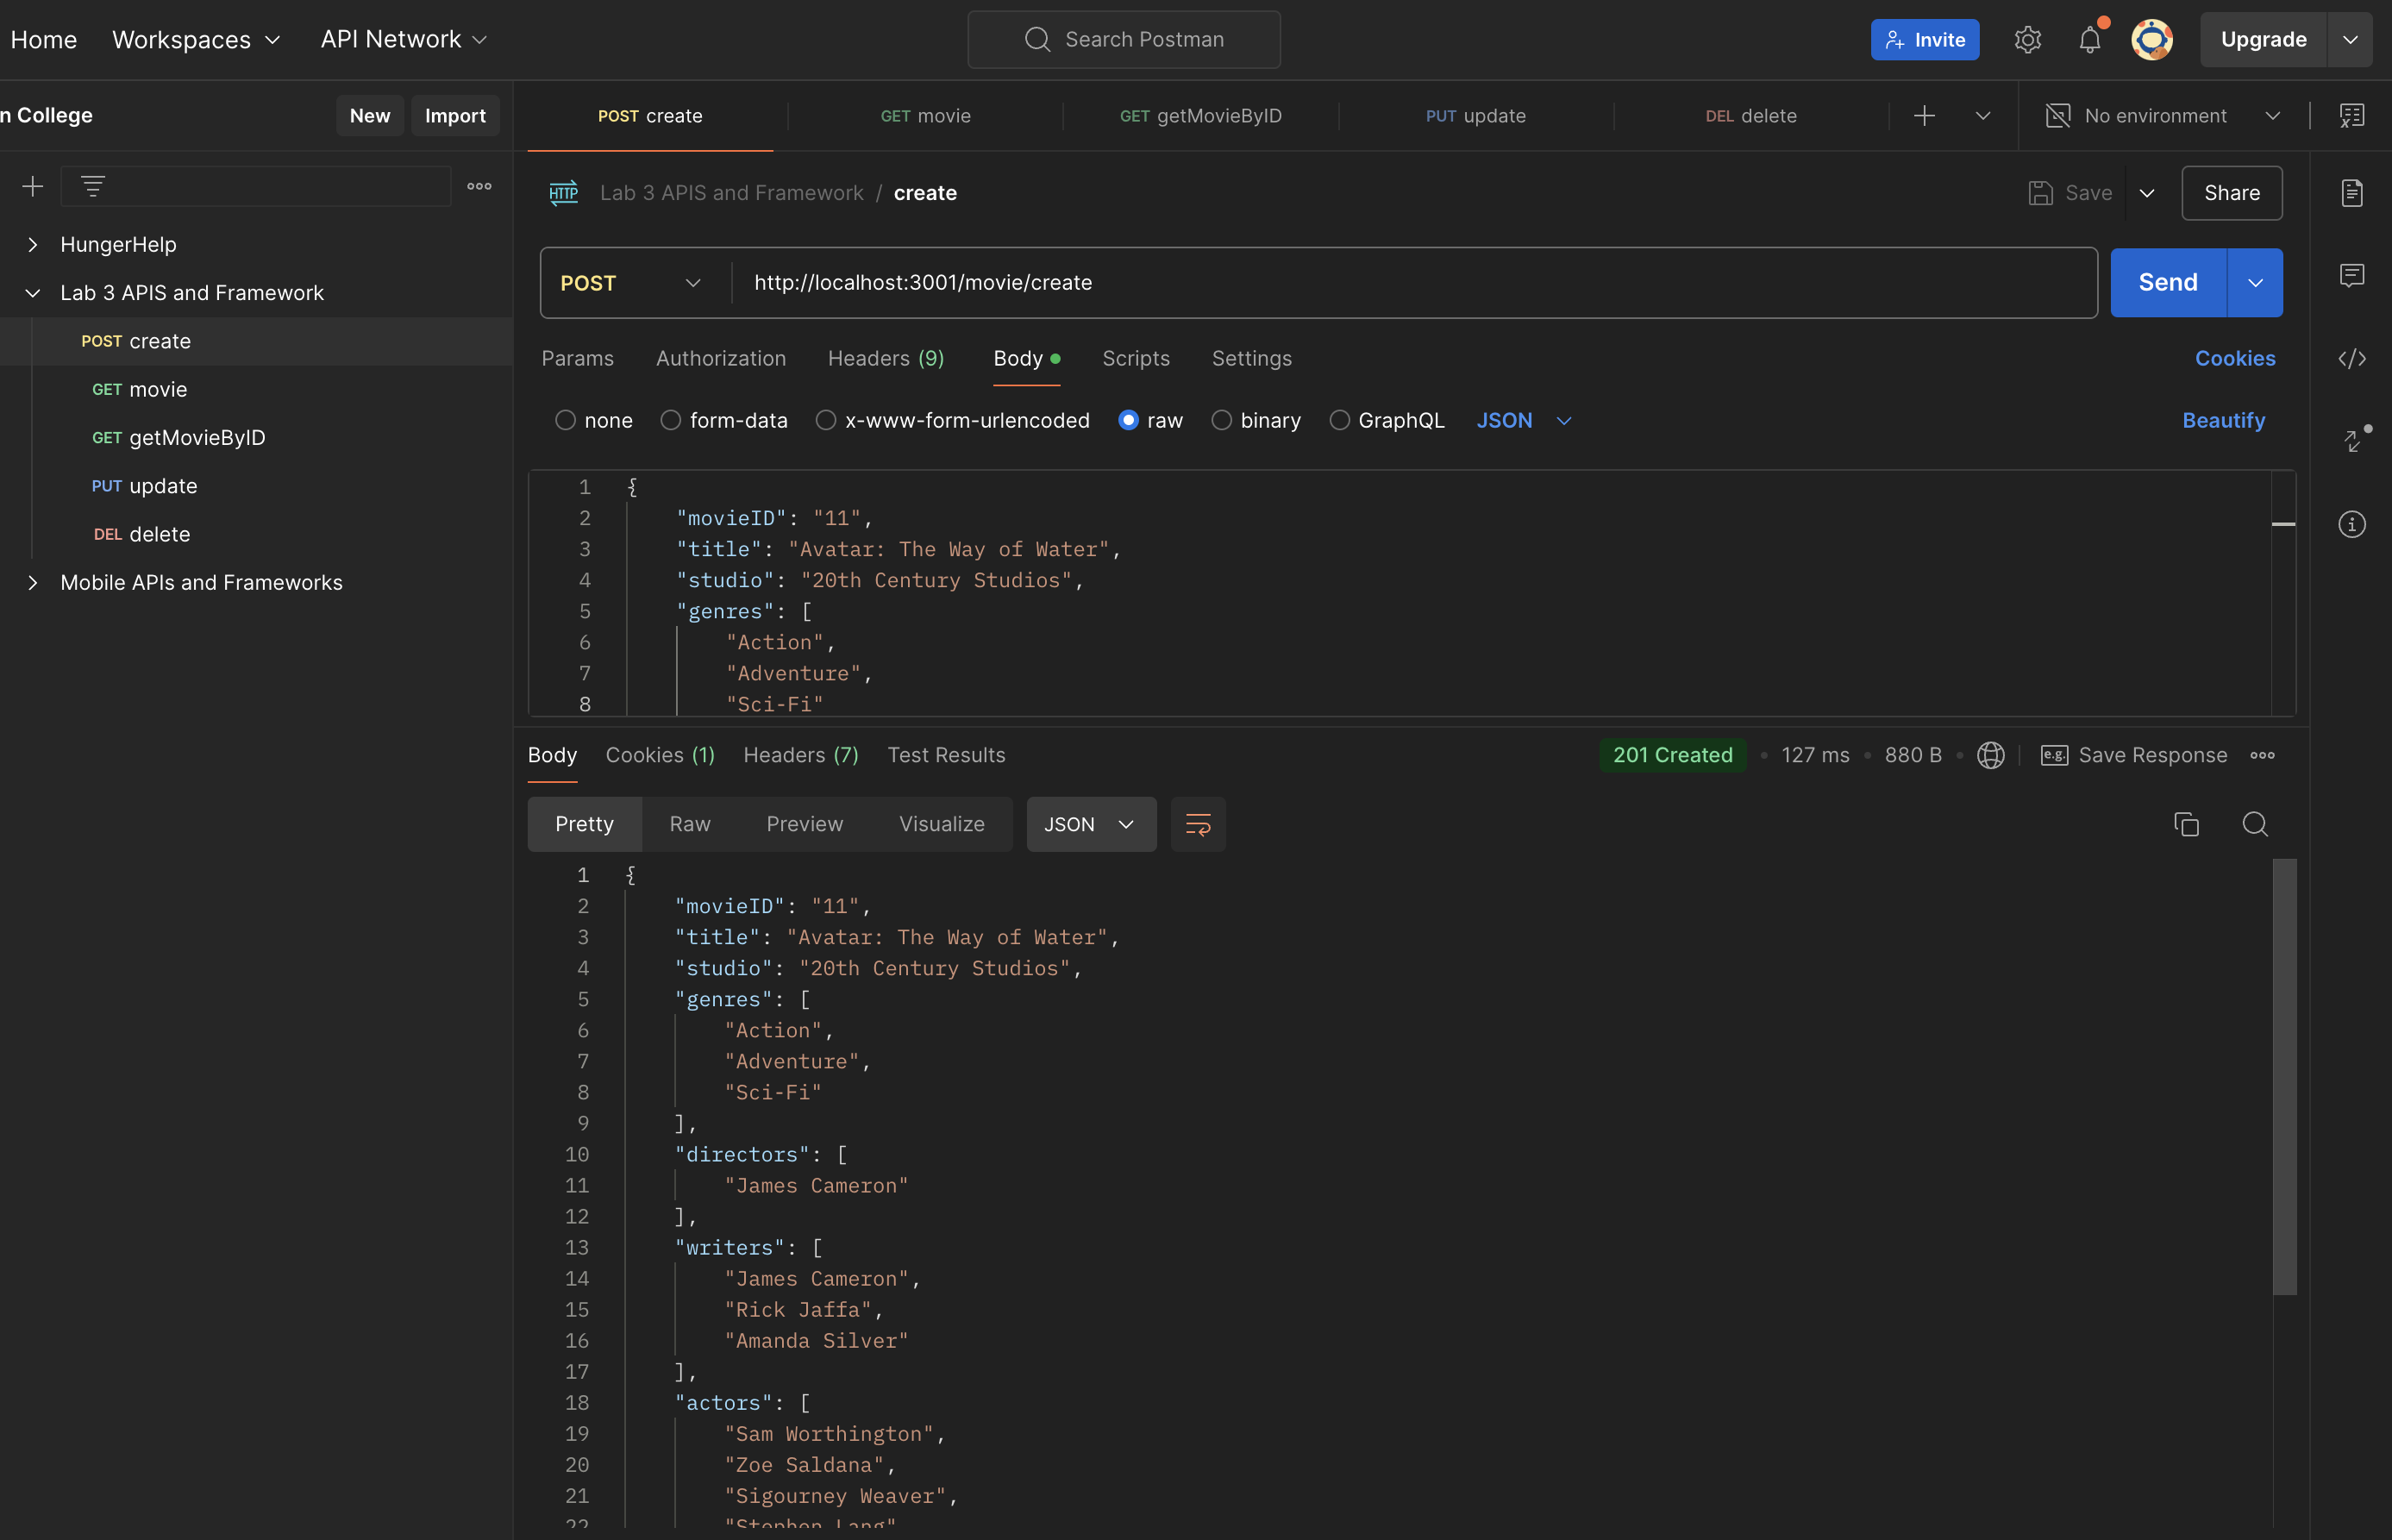 Home Workspaces API Network Search Postman Invite Upgrade
n College New Import
POST create GET movie GET getMovieByID PUT update DEL delete No environment
HungerHelp
Lab 3 APIS and Framework
POST create
GET movie
GET getMovieByID
PUT update
DEL delete
Mobile APIs and Frameworks
HTTP Lab 3 APIS and Framework / create Save Share
POST http://localhost:3001/movie/create Send
Params Authorization Headers (9) Body Scripts Settings Cookies
none form-data x-www-form-urlencoded raw binary GraphQL JSON Beautify
1 {
2 "movieID": "11",
3 "title": "Avatar: The Way of Water",
4 "studio": "20th Century Studios",
5 "genres": [
6 "Action",
7 "Adventure",
8 "Sci-Fi"
Body Cookies (1) Headers (7) Test Results 201 Created 127 ms 880 B e.g. Save Response
Pretty Raw Preview Visualize JSON
1 {
2 "movieID": "11",
3 "title": "Avatar: The Way of Water",
4 "studio": "20th Century Studios",
5 "genres": [
6 "Action",
7 "Adventure",
8 "Sci-Fi"
9 ],
10 "directors": [
11 "James Cameron"
12 ],
13 "writers": [
14 "James Cameron",
15 "Rick Jaffa",
16 "Amanda Silver"
17 ],
18 "actors": [
19 "Sam Worthington",
20 "Zoe Saldana",
21 "Sigourney Weaver",
22 "Stephen Lang"